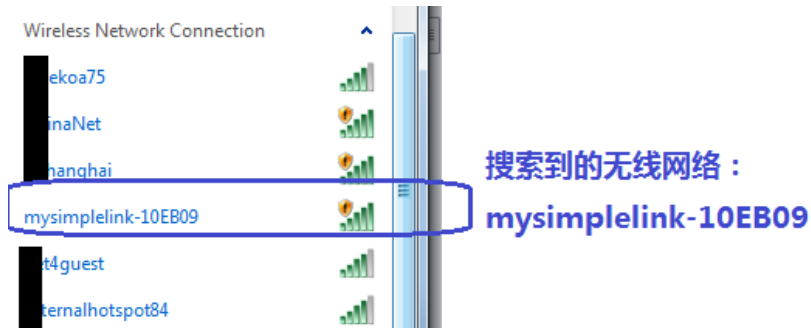 Wireless Network Connection
ekoa75
inaNet
hanghai
mysimplelink-10EB09
t4guest
ternalhotspot84
搜索到的无线网络：
mysimplelink-10EB09